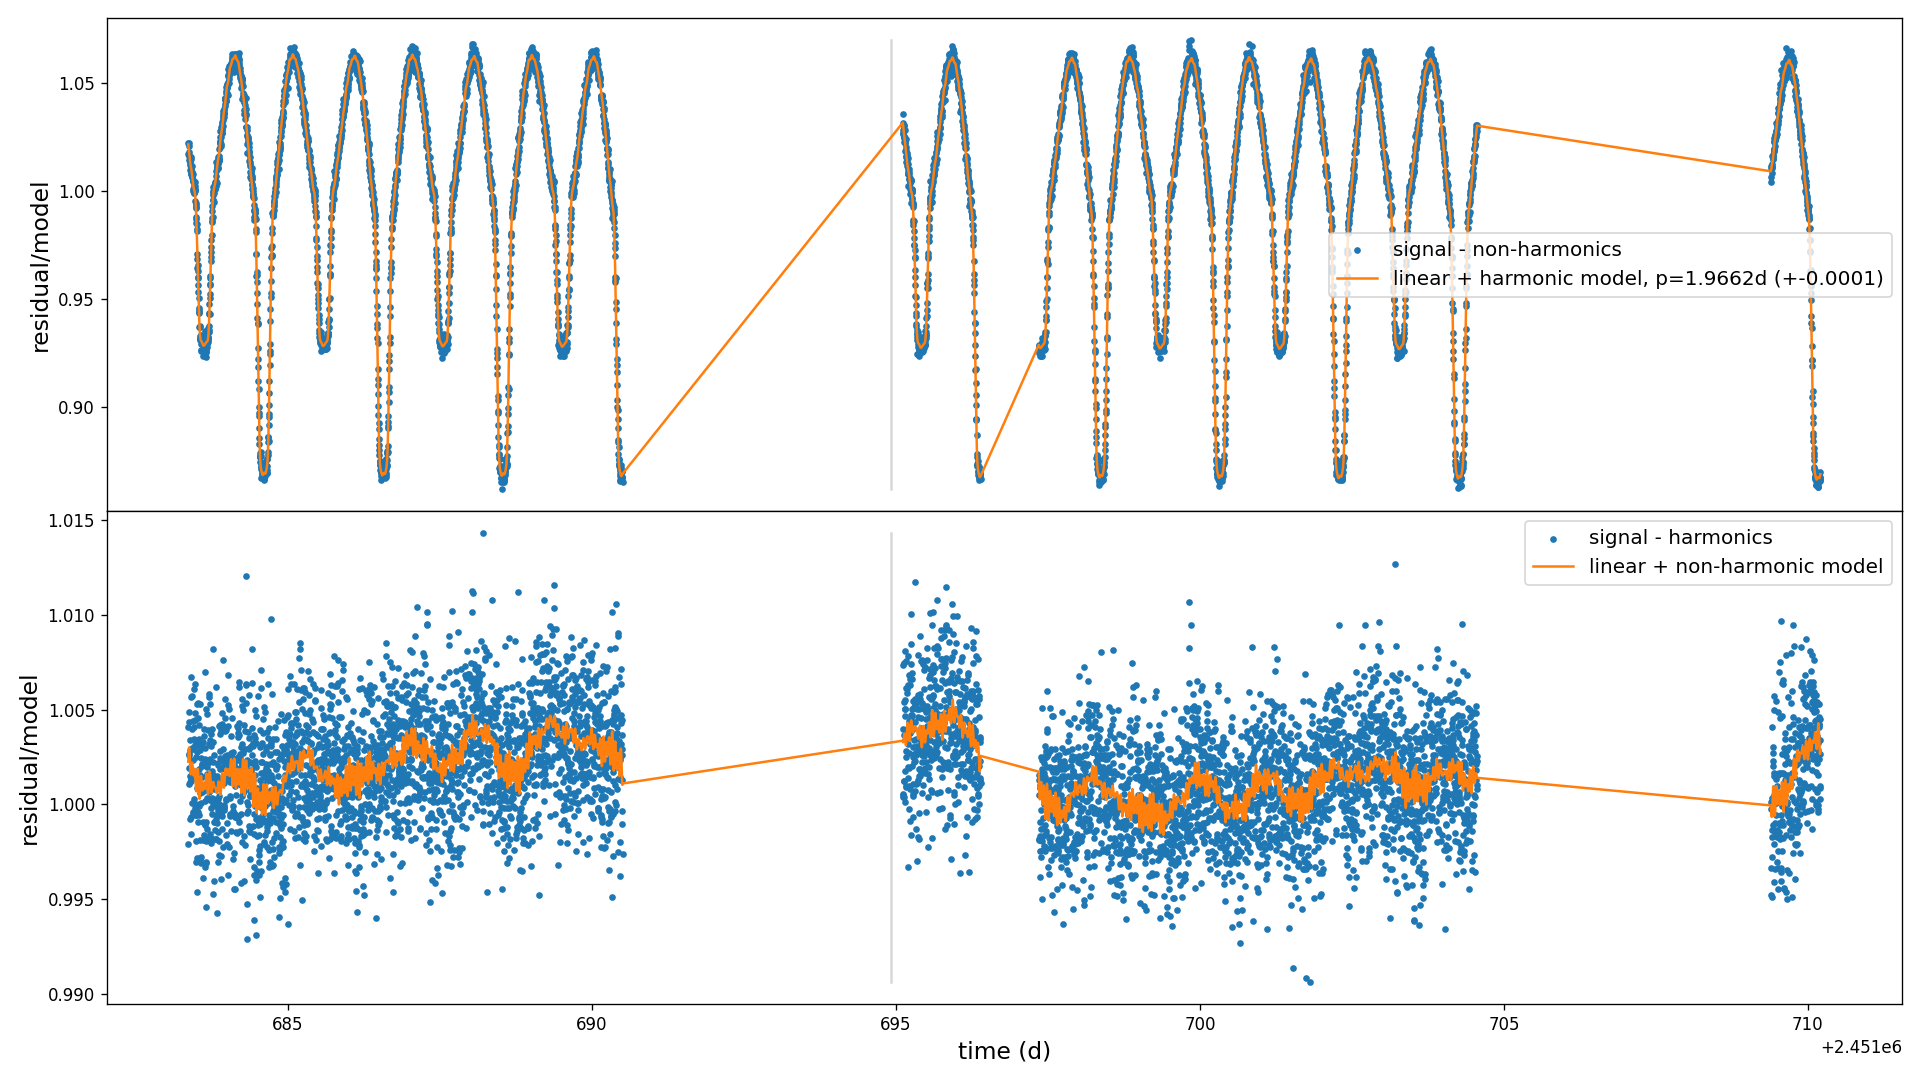 1.05
1.00
0.95
0.90
residual/model
signal - non-harmonics
linear + harmonic model, p=1.9662d (+-0.0001)
1.015
1.010
1.005
1.000
0.995
0.990
residual/model
signal - harmonics
linear + non-harmonic model
685
690
695
700
705
710
time (d)
+2.451e6